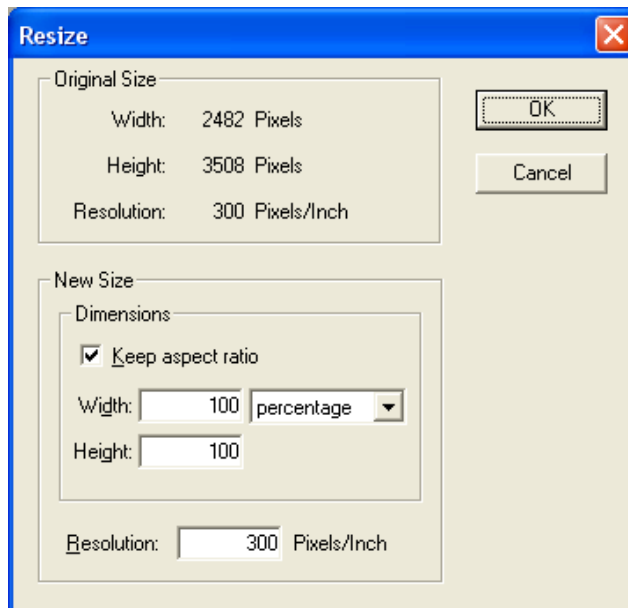 Resize
Original Size
Width: 2482 Pixels
Height: 3508 Pixels
Resolution: 300 Pixels/Inch
OK
Cancel
New Size
Dimensions
Keep aspect ratio
Width: 100 percentage
Height: 100
Resolution: 300 Pixels/Inch